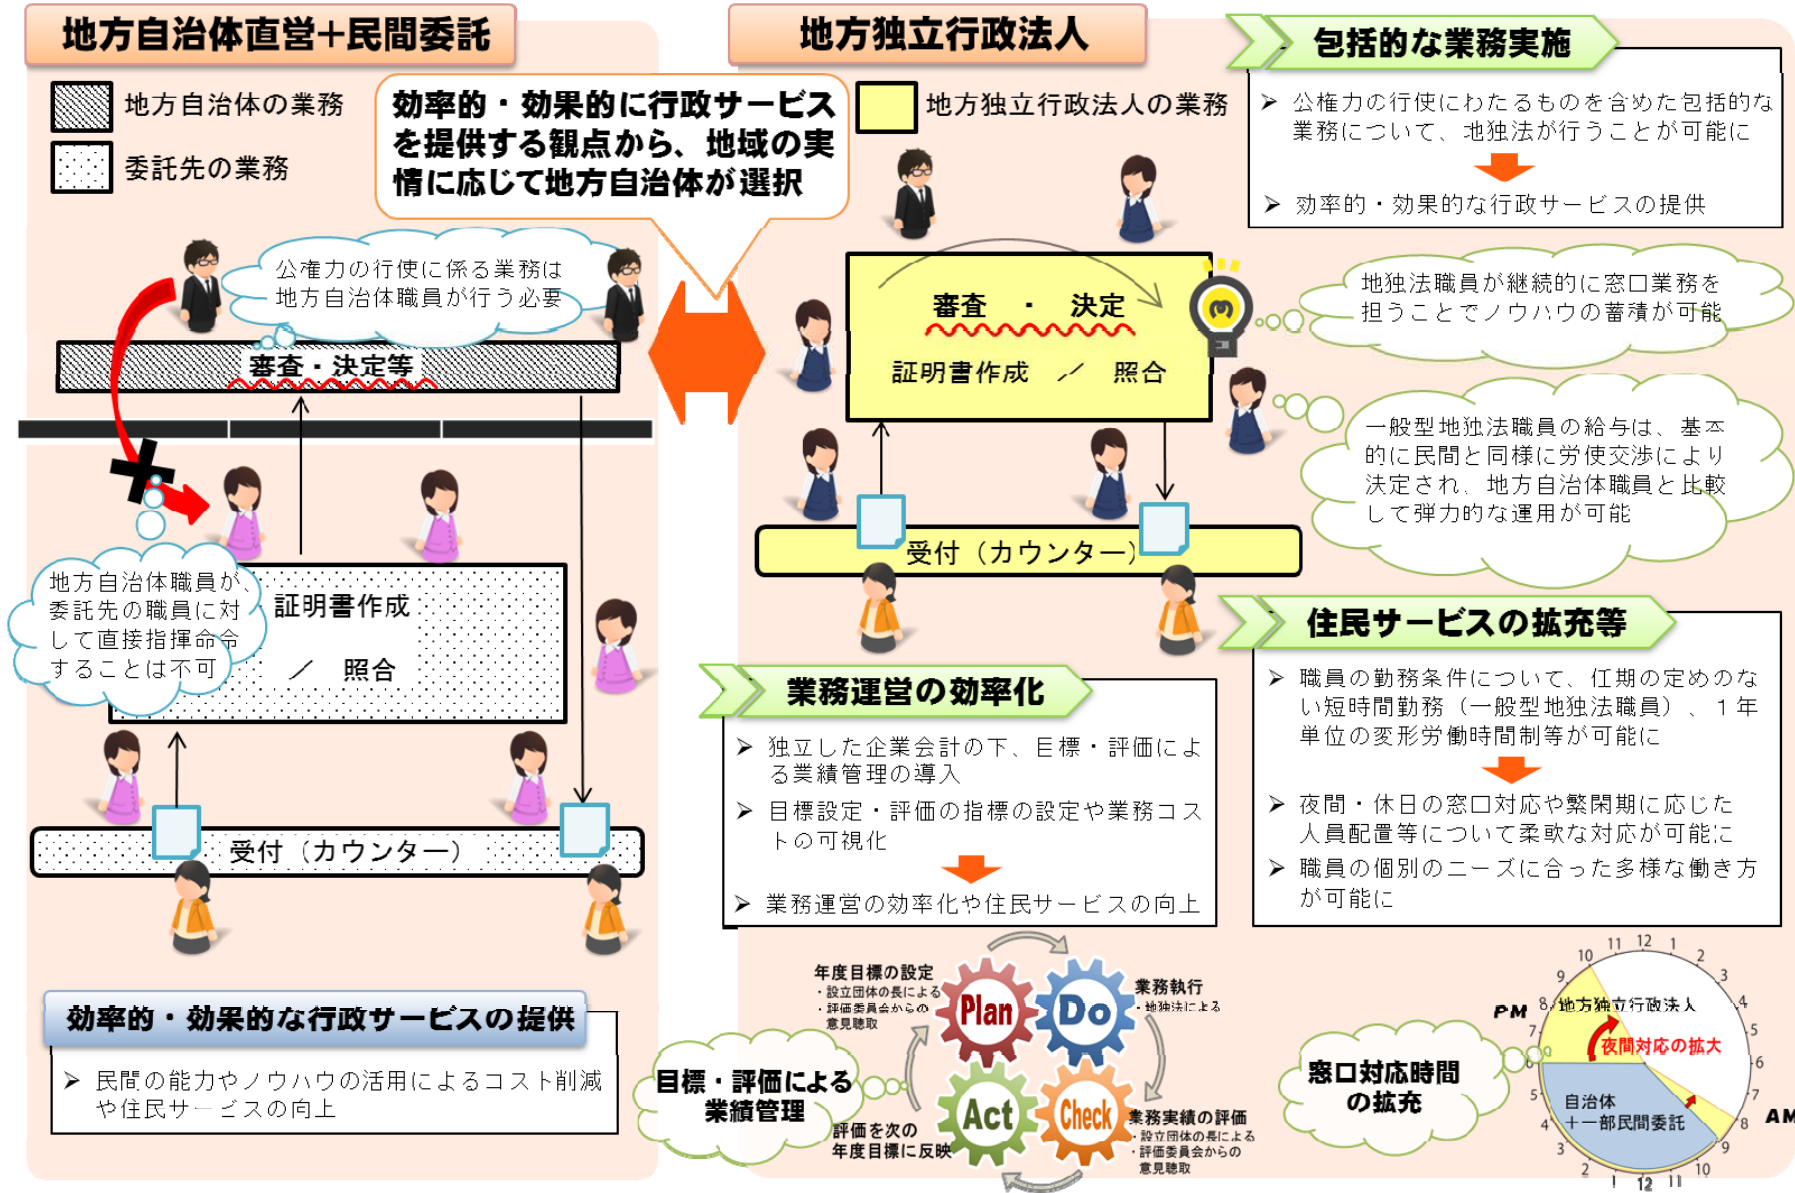 地方自治体直営＋民間委託
地方自治体の業務
委託先の業務
効率的・効果的に行政サービス
を提供する観点から、地域の実
情に応じて地方自治体が選択
公権力の行使に係る業務は
地方自治体職員が行う必要
審査・決定等
地方自治体職員が、
委託先の職員に対
して直接指揮命令
することは不可
証明書作成
／　照合
受付（カウンター）
効率的・効果的な行政サービスの提供
➢ 民間の能力やノウハウの活用によるコスト削減
や住民サービスの向上
地方独立行政法人
地方独立行政法人の業務
審査　・　決定
証明書作成　／　照合
受付（カウンター）
包括的な業務実施
➢ 公権力の行使にわたるものを含めた包括的な
業務について、地独法が行うことが可能に
➢ 効率的・効果的な行政サービスの提供
地独法職員が継続的に窓口業務を
担うことでノウハウの蓄積が可能
一般型地独法職員の給与は、基本
的に民間と同様に労使交渉により
決定され、地方自治体職員と比較
して弾力的な運用が可能
業務運営の効率化
➢ 独立した企業会計の下、目標・評価によ
る業績管理の導入
➢ 目標設定・評価の指標の設定や業務コス
トの可視化
➢ 業務運営の効率化や住民サービスの向上
住民サービスの拡充等
➢ 職員の勤務条件について、任期の定めのな
い短時間勤務（一般型地独法職員）、１年
単位の変形労働時間制等が可能に
➢ 夜間・休日の窓口対応や繁閑期に応じた
人員配置等について柔軟な対応が可能に
➢ 職員の個別のニーズに合った多様な働き方
が可能に
目標・評価による
業績管理
年度目標の設定
・設立団体の長による
・評価委員会からの
意見聴取
Plan
Do
業務執行
・地独法による
Act
Check
評価を次の
年度目標に反映
業務実績の評価
・設立団体の長による
・評価委員会からの
意見聴取
窓口対応時間
の拡充
PM
AM
12
1
2
3
4
5
6
7
8
9
10
11
12
1
2
3
4
5
6
7
8
9
10
11
地方独立行政法人
夜間対応の拡大
自治体
＋一部民間委託